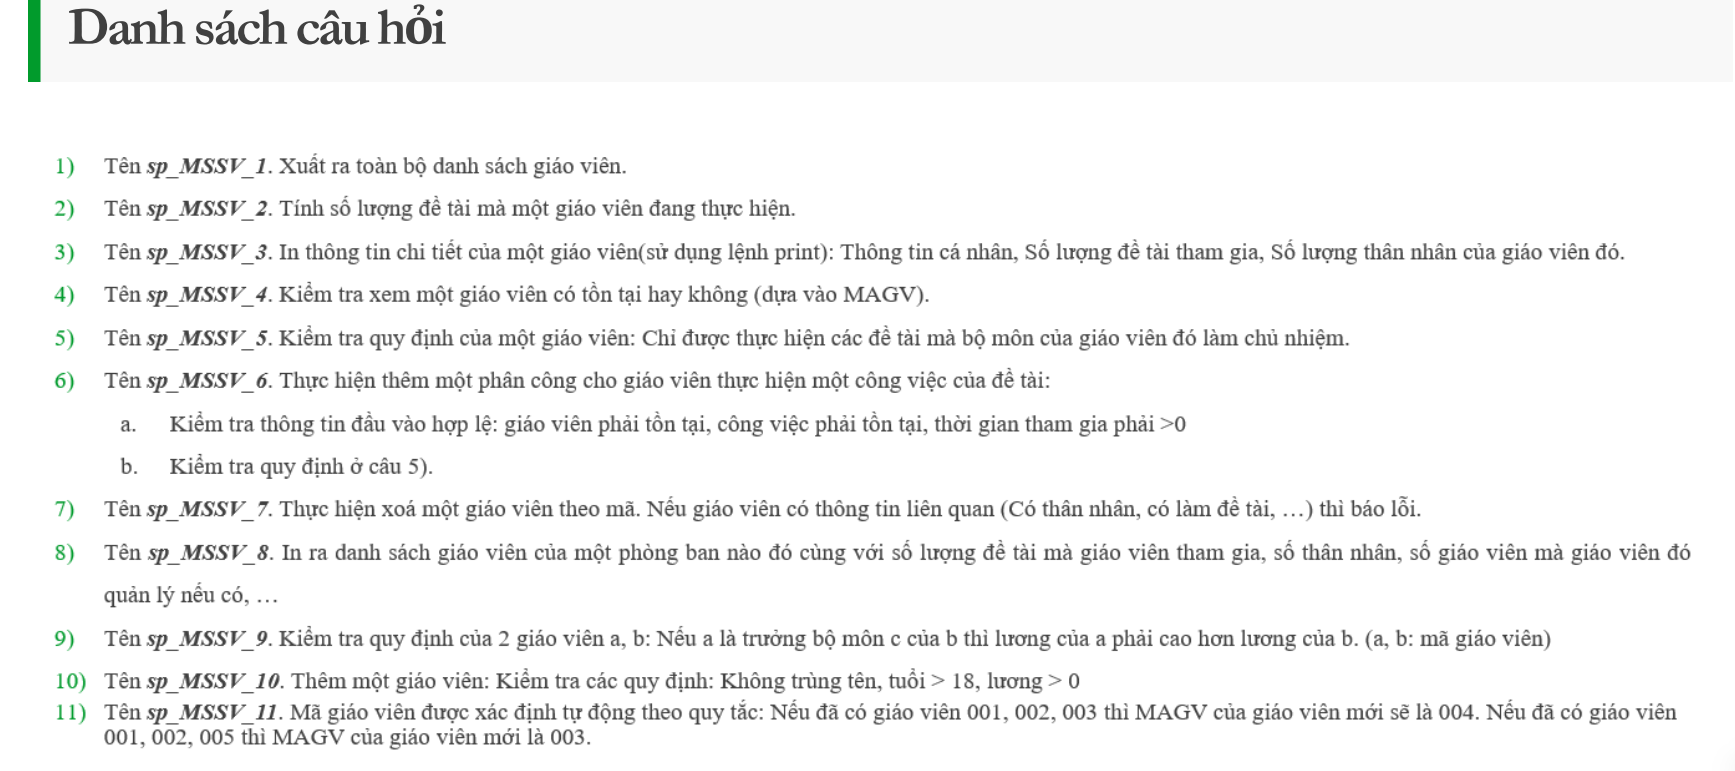 Danh sách câu hỏi
1) Tên sp_MSSV_1. Xuất ra toàn bộ danh sách giáo viên.
2) Tên sp_MSSV_2. Tính số lượng đề tài mà một giáo viên đang thực hiện.
3) Tên sp_MSSV_3. In thông tin chi tiết của một giáo viên(sử dụng lệnh print): Thông tin cá nhân, Số lượng đề tài tham gia, Số lượng thân nhân của giáo viên đó.
4) Tên sp_MSSV_4. Kiểm tra xem một giáo viên có tồn tại hay không (dựa vào MAGV).
5) Tên sp_MSSV_5. Kiểm tra quy định của một giáo viên: Chỉ được thực hiện các đề tài mà bộ môn của giáo viên đó làm chủ nhiệm.
6) Tên sp_MSSV_6. Thực hiện thêm một phân công cho giáo viên thực hiện một công việc của đề tài:
a. Kiểm tra thông tin đầu vào hợp lệ: giáo viên phải tồn tại, công việc phải tồn tại, thời gian tham gia phải >0
b. Kiểm tra quy định ở câu 5).
7) Tên sp_MSSV_7. Thực hiện xoá một giáo viên theo mã. Nếu giáo viên có thông tin liên quan (Có thân nhân, có làm đề tài, …) thì báo lỗi.
8) Tên sp_MSSV_8. In ra danh sách giáo viên của một phòng ban nào đó cùng với số lượng đề tài mà giáo viên tham gia, số thân nhân, số giáo viên mà giáo viên đó
quản lý nếu có, …
9) Tên sp_MSSV_9. Kiểm tra quy định của 2 giáo viên a, b: Nếu a là trưởng bộ môn c của b thì lương của a phải cao hơn lương của b. (a, b: mã giáo viên)
10) Tên sp_MSSV_10. Thêm một giáo viên: Kiểm tra các quy định: Không trùng tên, tuổi > 18, lương > 0
11) Tên sp_MSSV_11. Mã giáo viên được xác định tự động theo quy tắc: Nếu đã có giáo viên 001, 002, 003 thì MAGV của giáo viên mới sẽ là 004. Nếu đã có giáo viên
001, 002, 005 thì MAGV của giáo viên mới là 003.